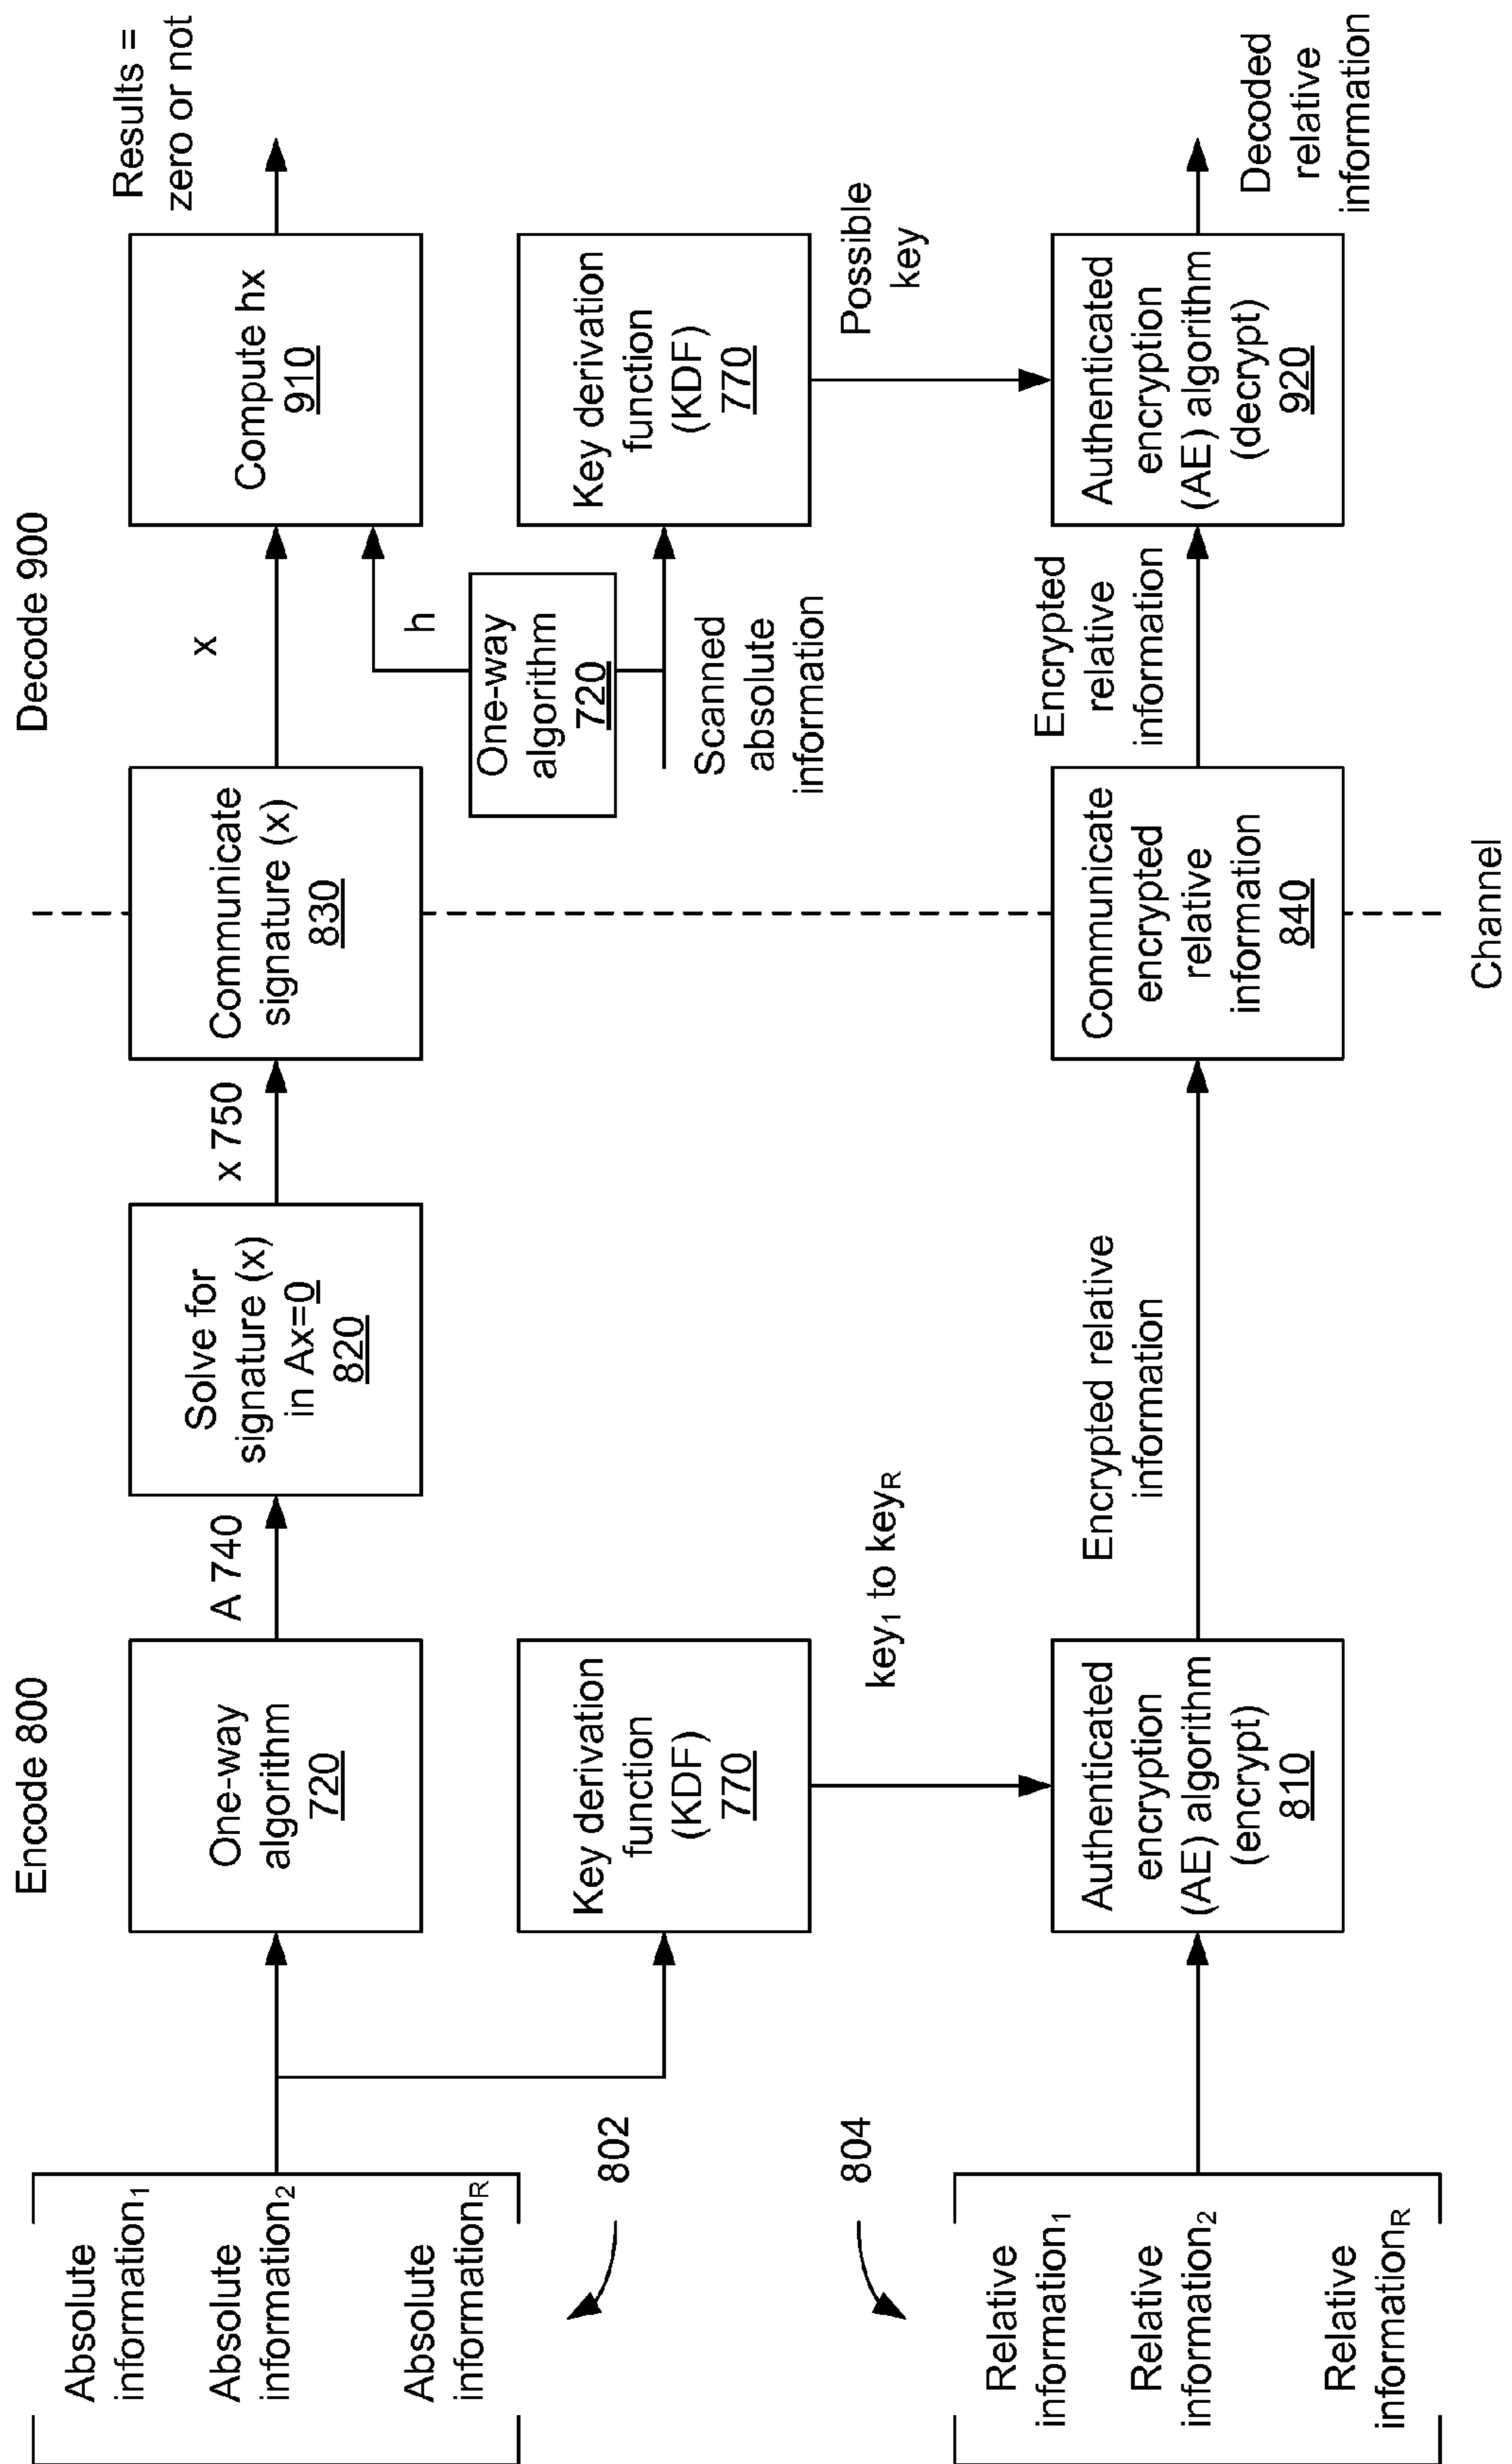 Encode 800
Decode 900
Absolute
information1
Absolute
information2
Absolute
informationR
802
One-way
algorithm
720
A 740
Solve for
signature (x)
in Ax=0
820
x 750
Communicate
signature (x)
830
x
Compute hx
910
Results =
zero or not
Key derivation
function
(KDF)
770
key1 to keyR
h
One-way
algorithm
720
Scanned
absolute
information
Key derivation
function
(KDF)
770
Possible
key
804
Relative
information1
Relative
information2
Relative
informationR
Authenticated
encryption
(AE) algorithm
(encrypt)
810
Encrypted relative
information
Communicate
encrypted
relative
information
840
Encrypted
relative
information
Authenticated
encryption
(AE) algorithm
(decrypt)
920
Decoded
relative
information
Channel